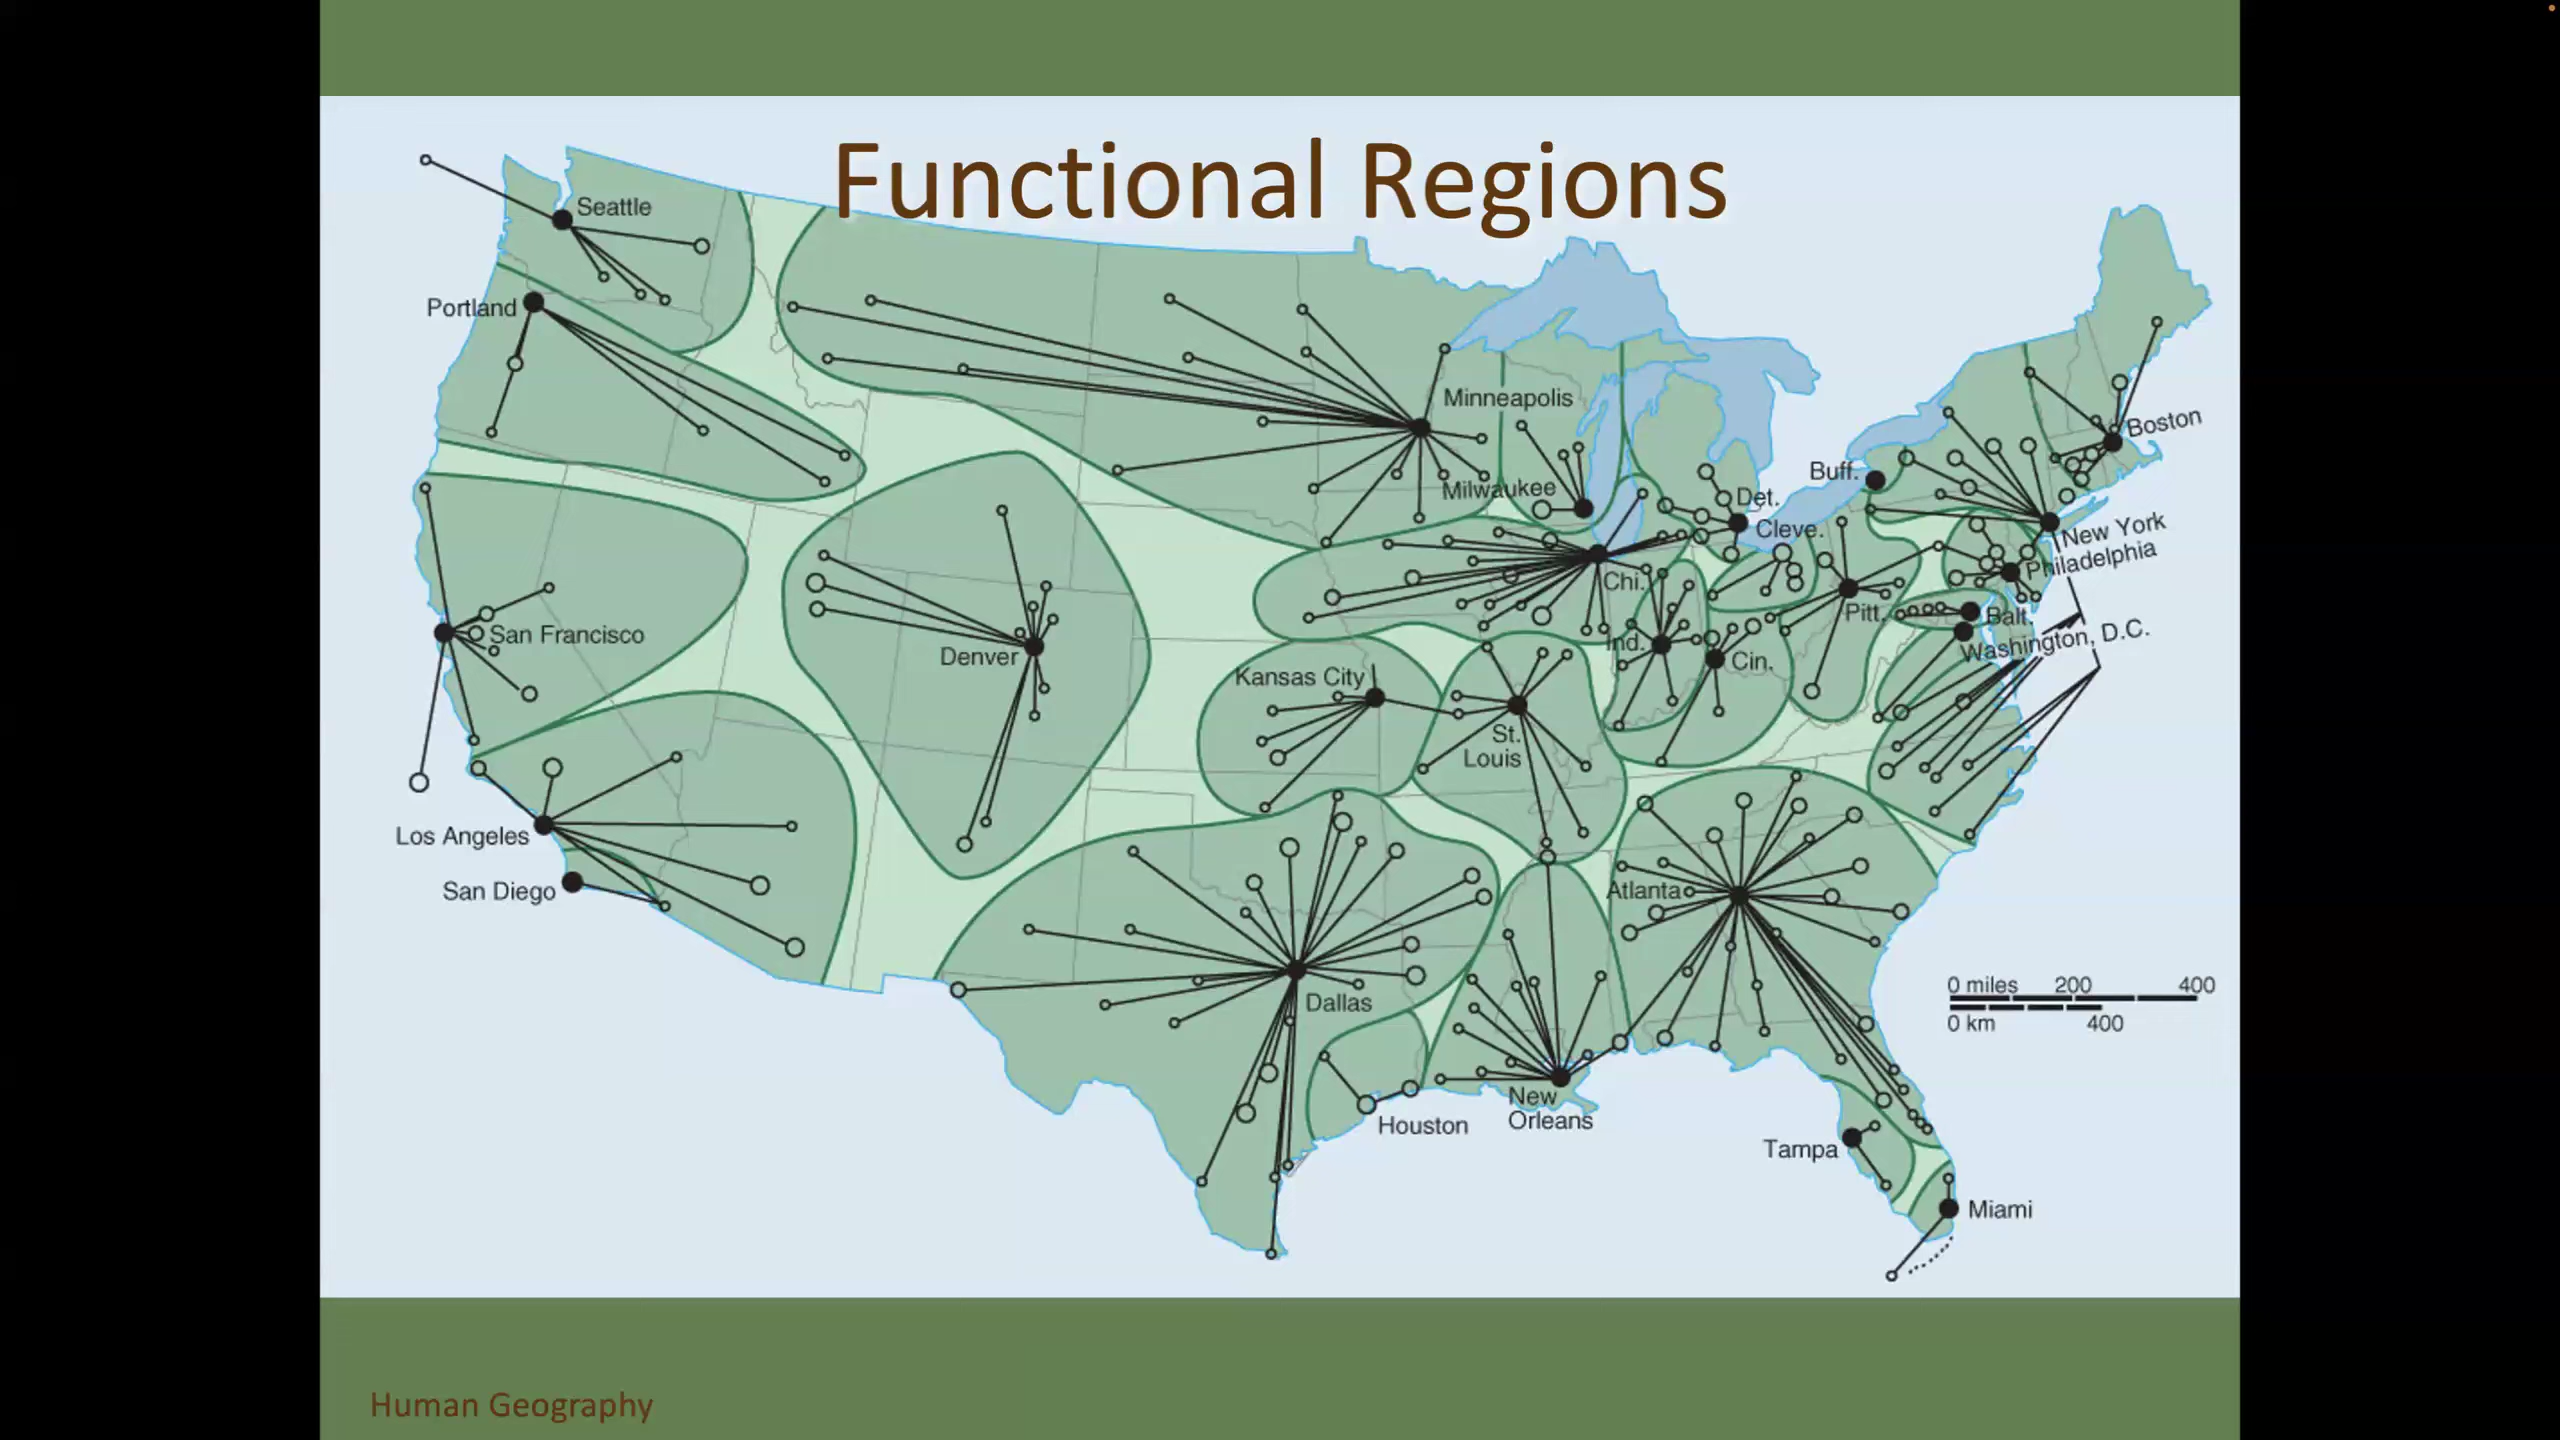 Functional Regions
Seattle
Portland
Minneapolis
Boston
Buff.
Milwaukee
Det.
Cleve.
New York
Philadelphia
Chi.
Pitt.
Balt.
San Francisco
Denver
Ind.
Cin.
Washington, D.C.
Kansas City
St.
Louis
Los Angeles
San Diego
Atlanta
0 miles 200 400
0 km 400
Dallas
New
Orleans
Houston
Tampa
Miami
Human Geography